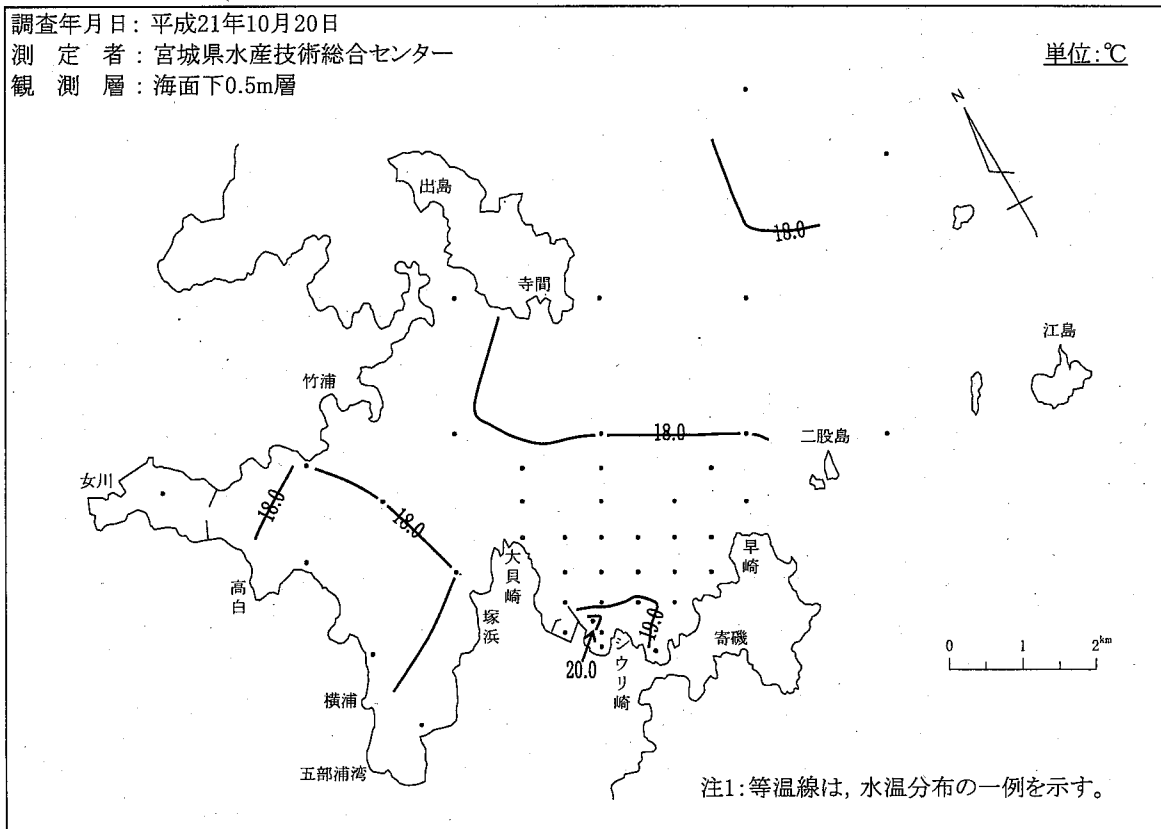 調査年月日：平成21年10月20日
測　定　者：宮城県水産技術総合センター
観　測　層：海面下0.5m層
単位：℃
N
出島
18.0
寺間
江島
竹浦
18.0
二股島
女川
18.0
18.0
大貝崎
早崎
高白
塚浜
19.0
寄磯
シウリ崎
20.0
0 1 2km
横浦
五部浦湾
注1：等温線は，水温分布の一例を示す。